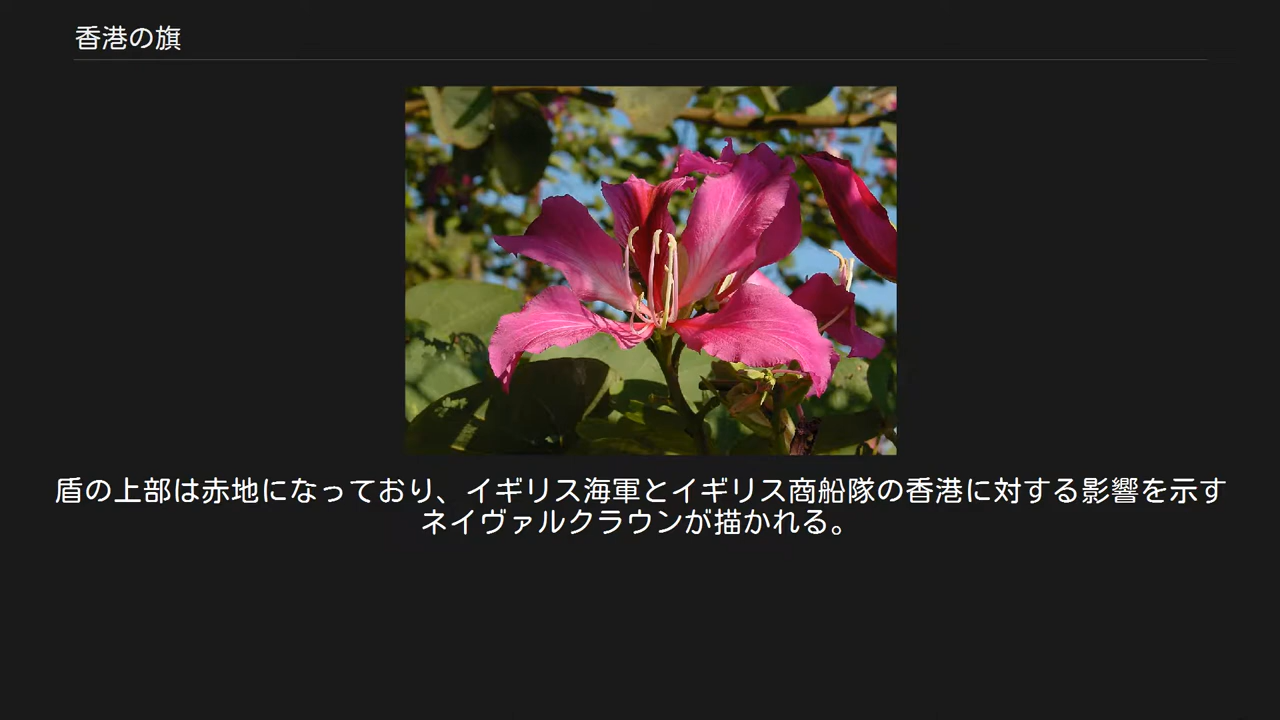 香港の旗
盾の上部は赤地になっており、イギリス海軍とイギリス商船隊の香港に対する影響を示す
ネイヴァルクラウンが描かれる。